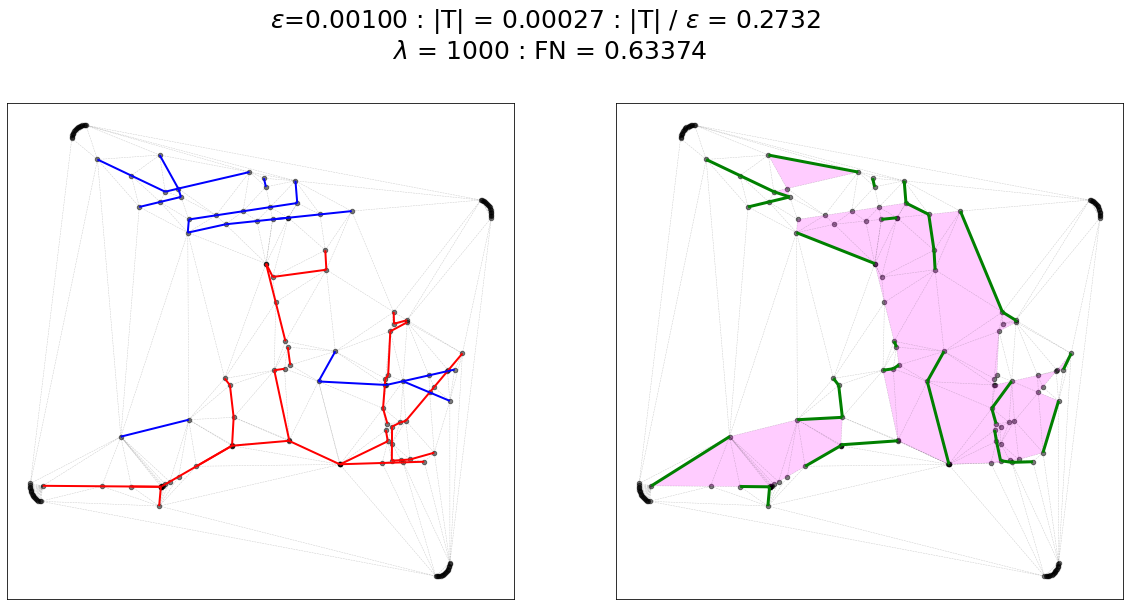 ε=0.00100 : |T| = 0.00027 : |T| / ε = 0.2732
λ = 1000 : FN = 0.63374